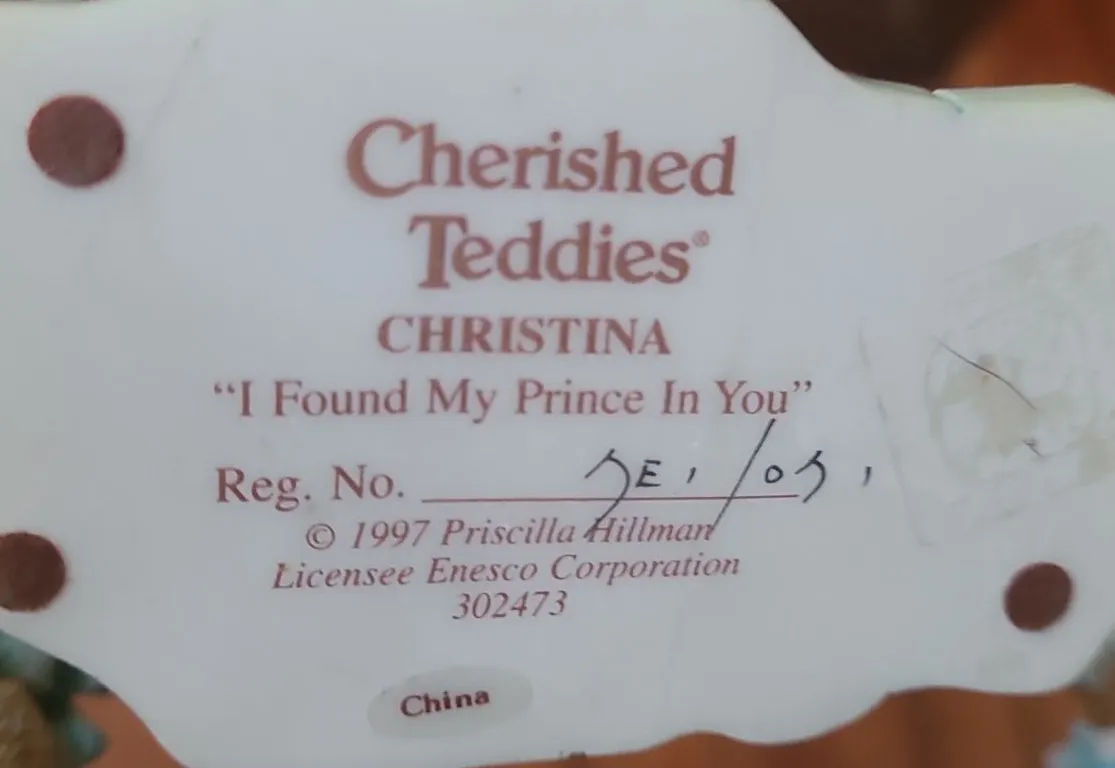 Cherished
Teddies®
CHRISTINA
“I Found My Prince In You”
Reg. No.
© 1997 Priscilla Hillman
Licensee Enesco Corporation
302473
China